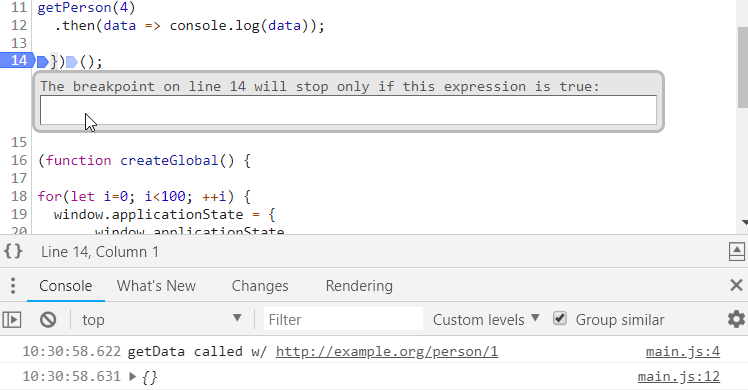 11 getPerson(4)
12 .then(data => console.log(data));
13
14 })();
The breakpoint on line 14 will stop only if this expression is true:
15
16 (function createGlobal() {
17
18 for(let i=0; i<100; ++i) {
19 window.applicationState = {
20 ...window.applicationState
{} Line 14, Column 1
Console What's New Changes Rendering
top Filter Custom levels Group similar
10:30:58.622 getData called w/ http://example.org/person/1 main.js:4
10:30:58.631 {} main.js:12